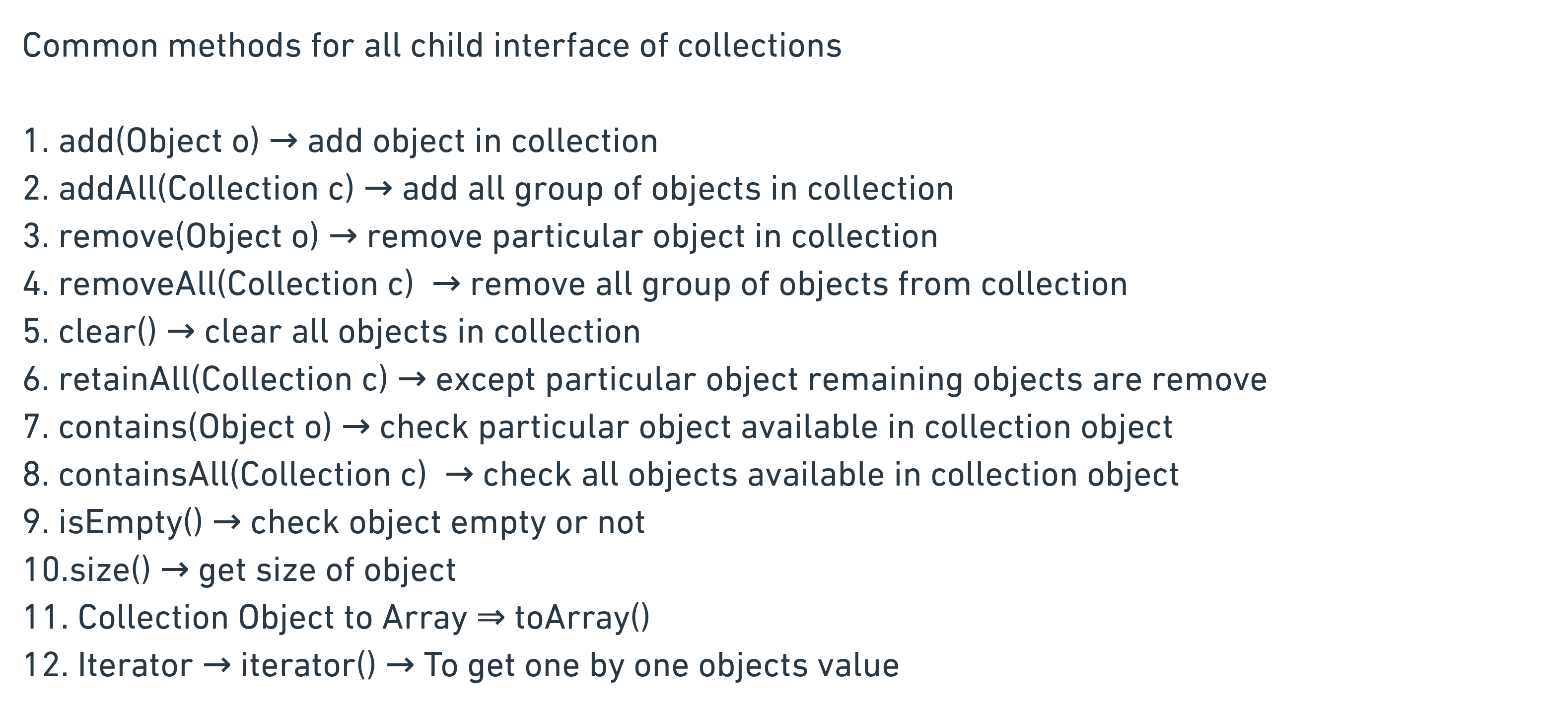 Common methods for all child interface of collections
1. add(Object o) → add object in collection
2. addAll(Collection c) → add all group of objects in collection
3. remove(Object o) → remove particular object in collection
4. removeAll(Collection c)  → remove all group of objects from collection
5. clear() → clear all objects in collection
6. retainAll(Collection c) → except particular object remaining objects are remove
7. contains(Object o) → check particular object available in collection object
8. containsAll(Collection c)  → check all objects available in collection object
9. isEmpty() → check object empty or not
10.size() → get size of object
11. Collection Object to Array ⇒ toArray()
12. Iterator → iterator() → To get one by one objects value